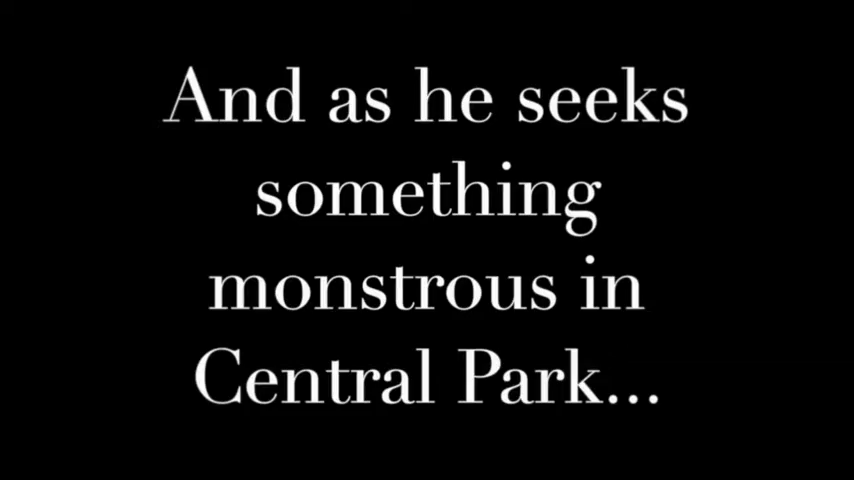 And as he seeks
something
monstrous in
Central Park...